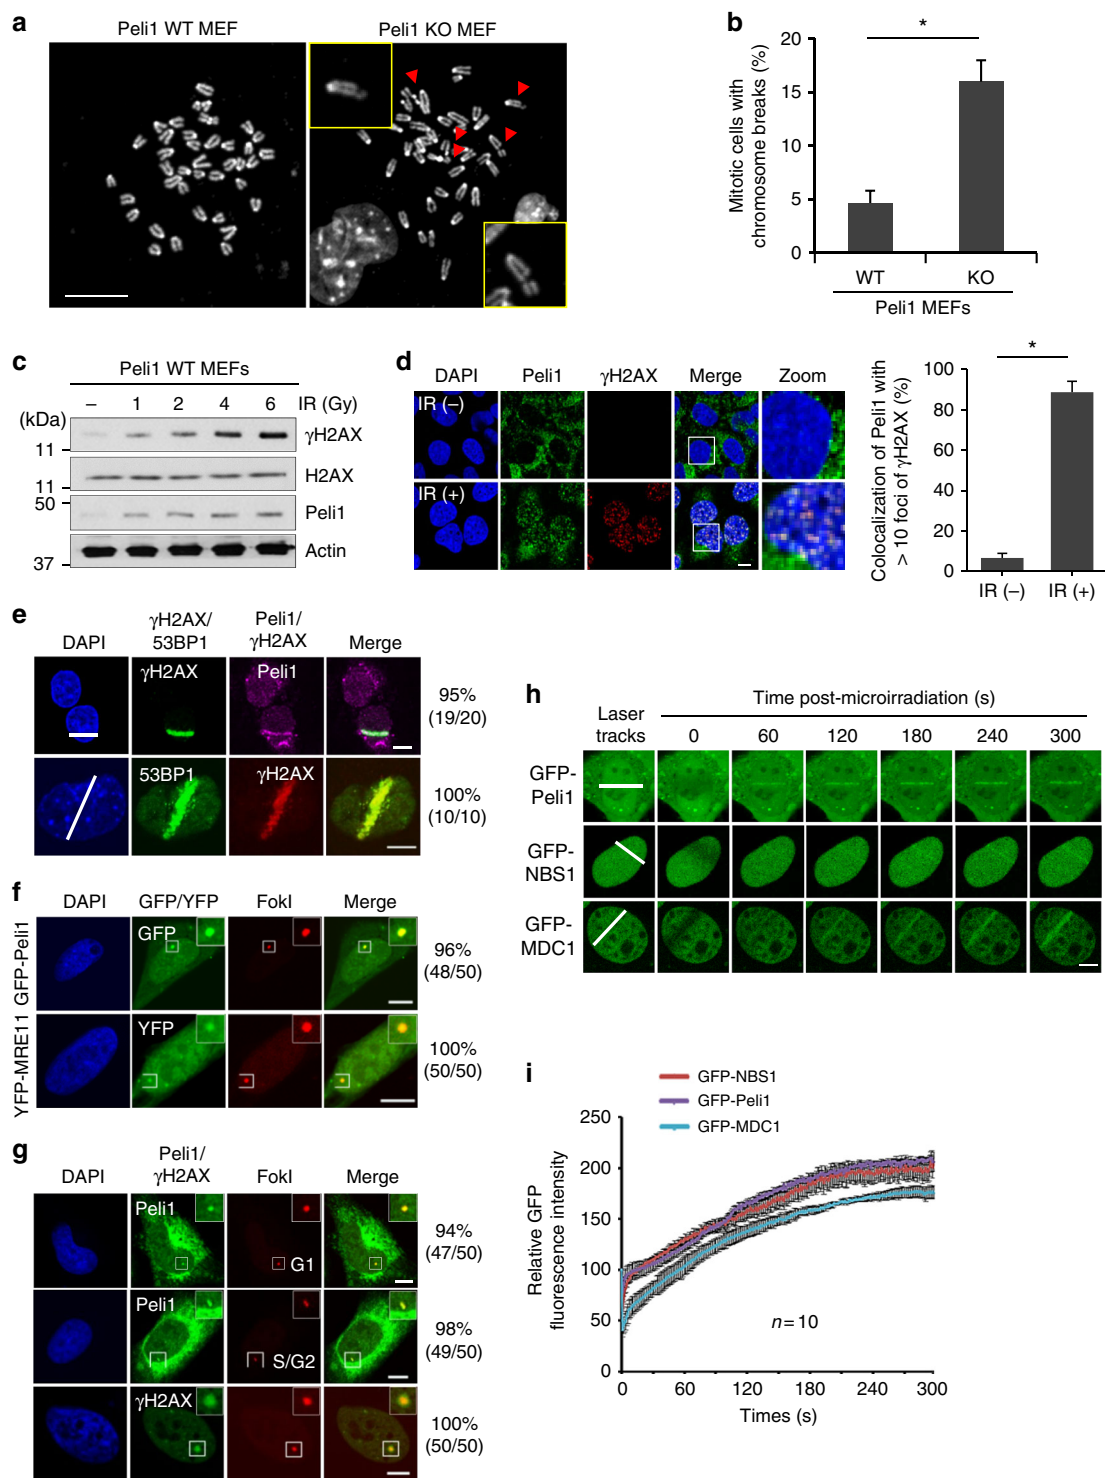 a
Peli1 WT MEF
Peli1 KO MEF
b
*
Mitotic cells with
chromosome breaks (%)
20
15
10
5
0
WT
KO
Peli1 MEFs
c
Peli1 WT MEFs
(kDa)
– 1 2 4 6 IR (Gy)
γH2AX
11
H2AX
11
50
Peli1
Actin
37
d
DAPI Peli1 γH2AX Merge Zoom
IR (–)
IR (+)
*
Colocalization of Peli1 with
> 10 foci of γH2AX (%)
100
80
60
40
20
0
IR (–) IR (+)
e
DAPI
γH2AX/
53BP1
Peli1/
γH2AX
Merge
γH2AX
Peli1
95%
(19/20)
53BP1
γH2AX
100%
(10/10)
f
DAPI GFP/YFP FokI Merge
YFP-MRE11 GFP-Peli1
GFP
96%
(48/50)
YFP
100%
(50/50)
g
DAPI
Peli1/
γH2AX
FokI
Merge
Peli1
G1
94%
(47/50)
Peli1
S/G2
98%
(49/50)
γH2AX
100%
(50/50)
h
Time post-microirradiation (s)
Laser
tracks
0 60 120 180 240 300
GFP-
Peli1
GFP-
NBS1
GFP-
MDC1
i
GFP-NBS1
GFP-Peli1
GFP-MDC1
Relative GFP
fluorescence intensity
250
200
150
100
50
0
n = 10
0 60 120 180 240 300
Times (s)